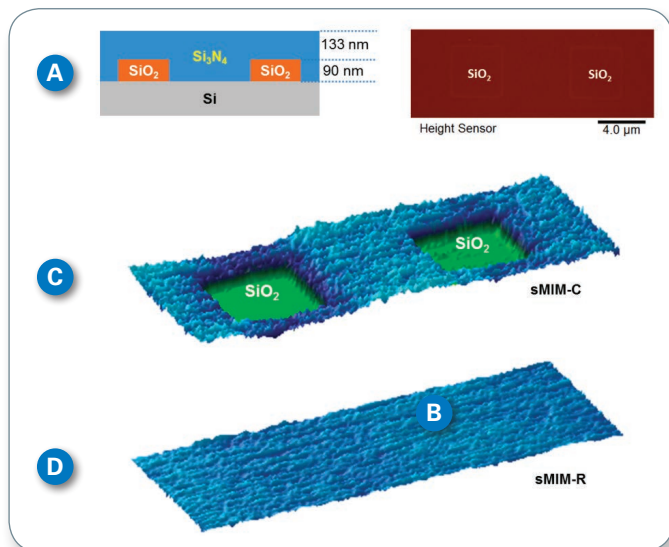 A
Si₃N₄
133 nm
SiO₂
SiO₂
90 nm
Si
SiO₂
SiO₂
Height Sensor
4.0 µm
C
SiO₂
SiO₂
sMIM-C
B
D
sMIM-R